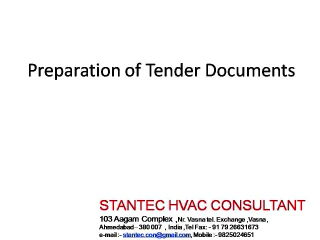 Preparation of Tender Documents
STANTEC HVAC CONSULTANT
103 Aagam Complex ,Nr. Vasna tel. Exchange ,Vasna,
Ahmedabad – 380 007 , India ,Tel Fax: - 91 79 26631673
e-mail :- stantec.con@gmail.com, Mobile :- 9825024651